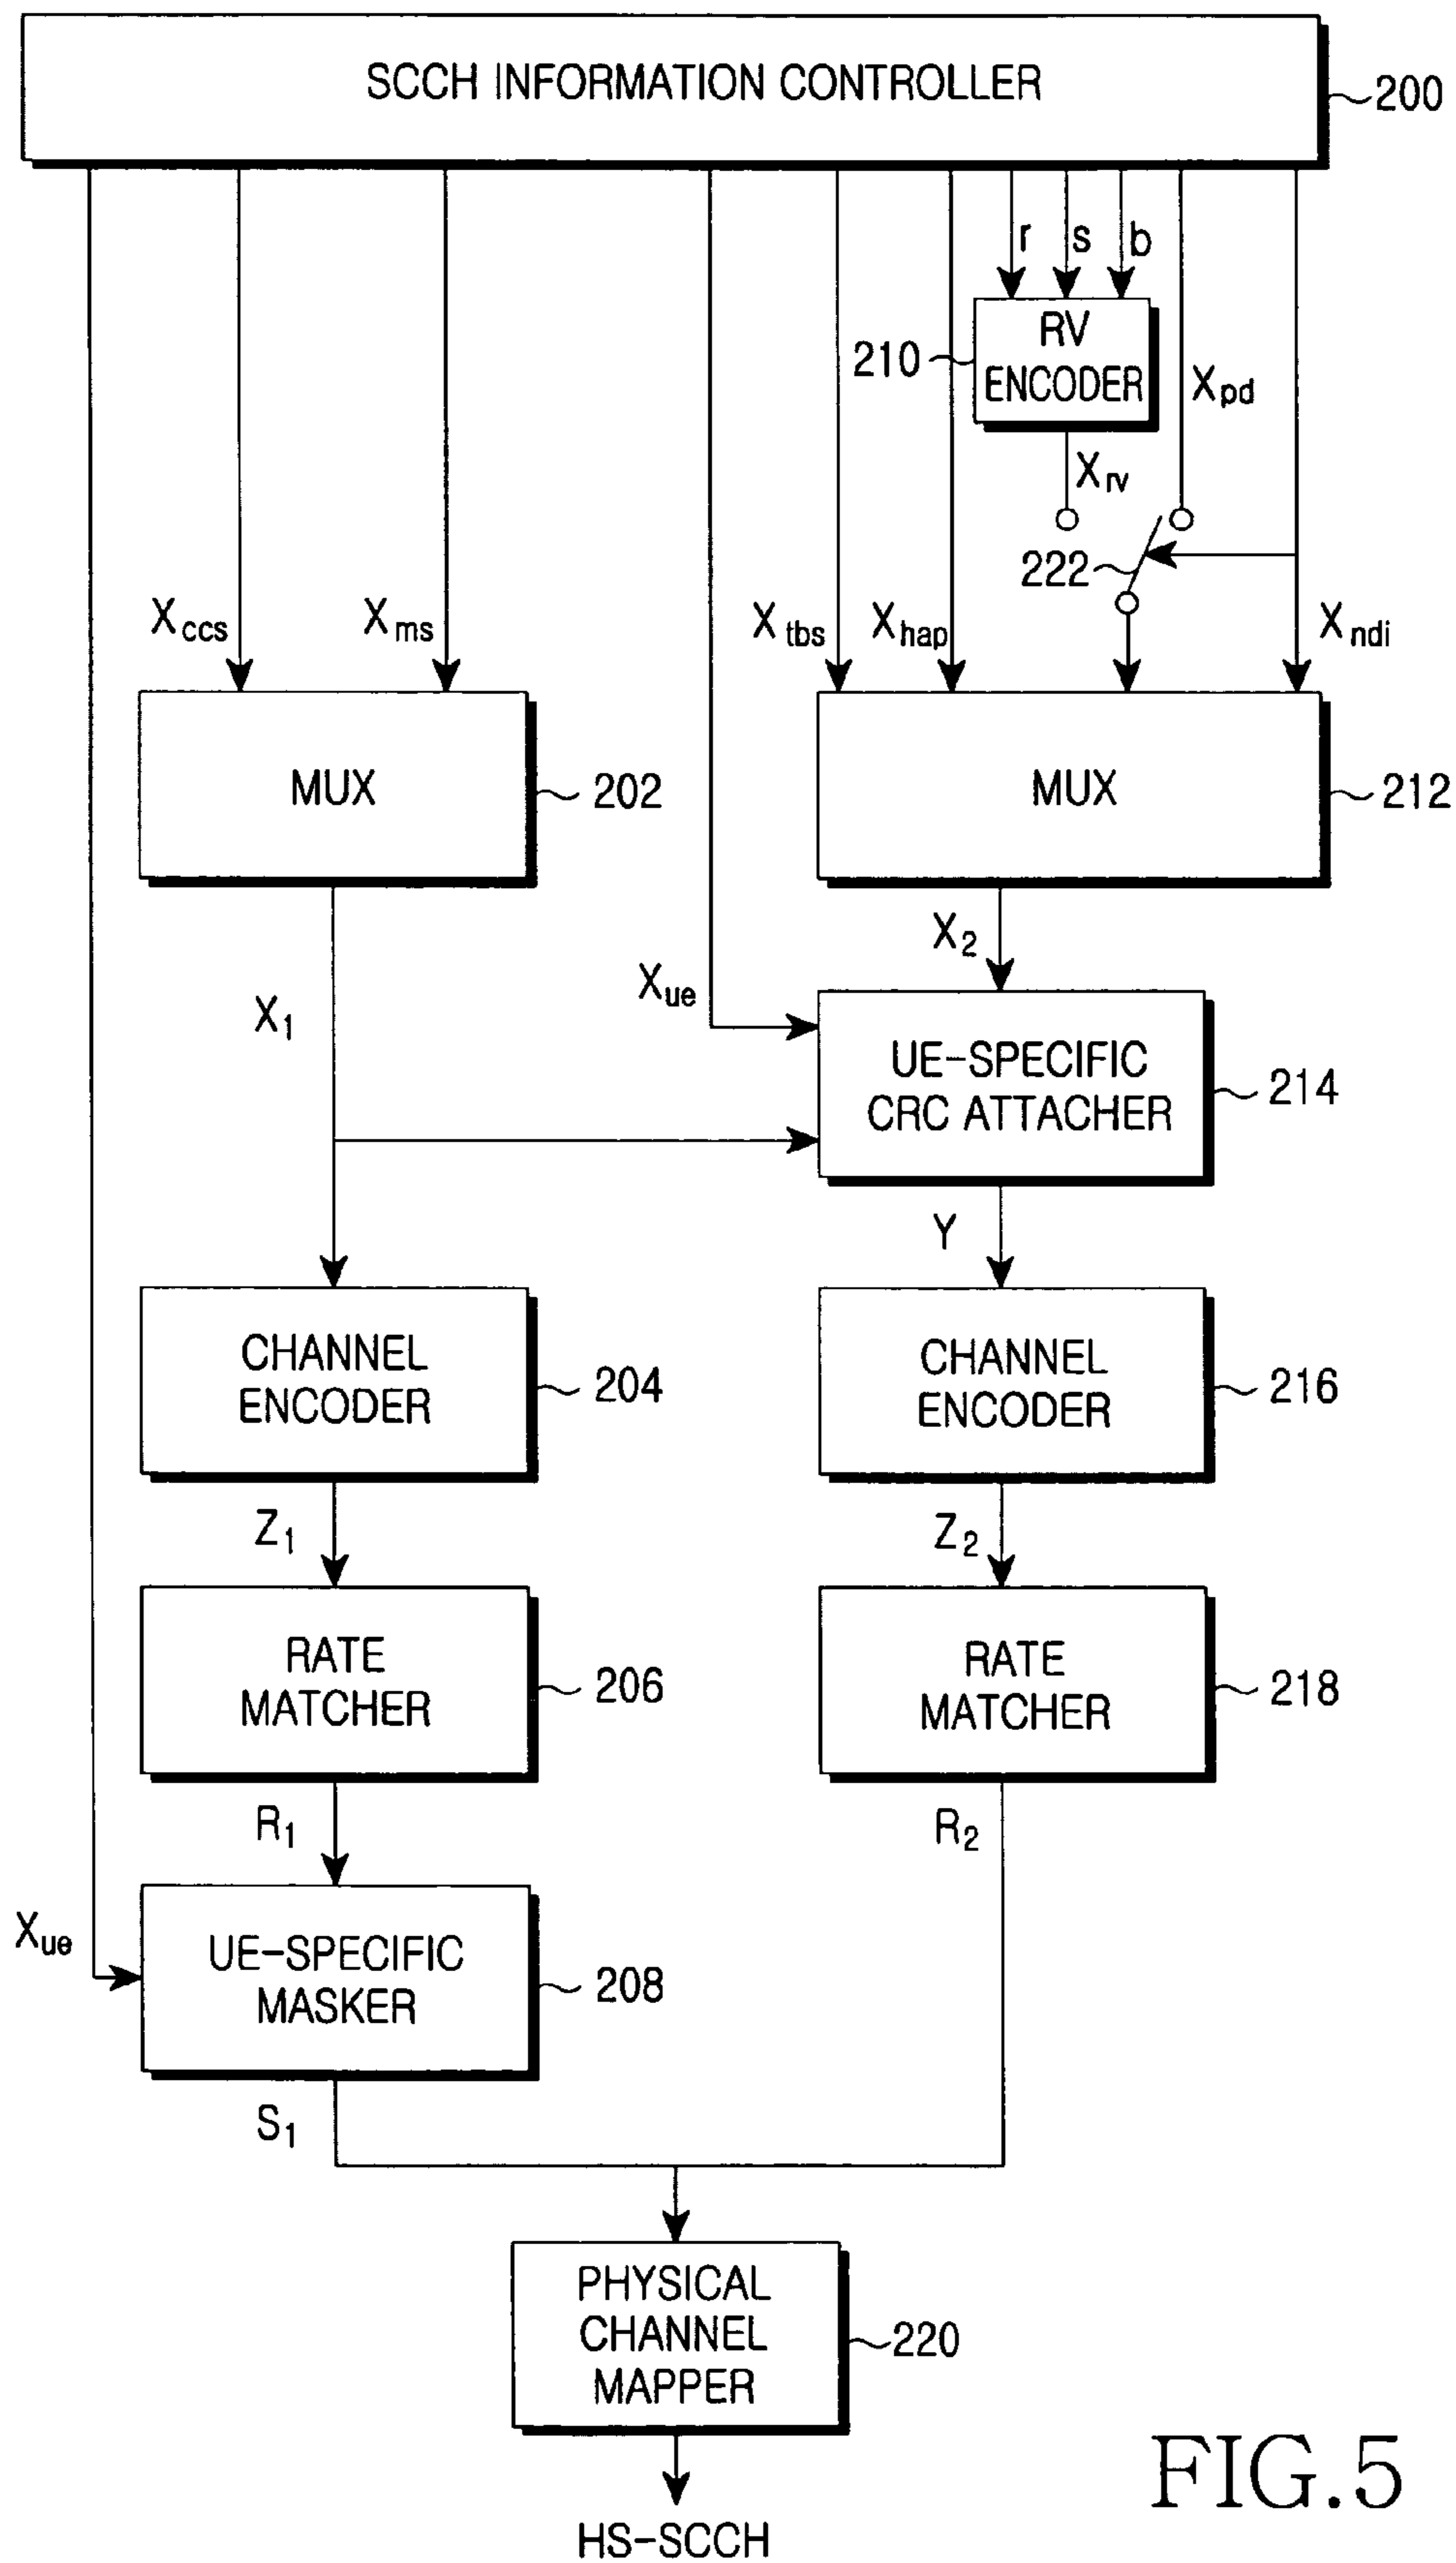 SCCH INFORMATION CONTROLLER
200
r s b
RV
ENCODER
210
Xpd
Xrv
222
Xccs
Xms
Xtbs
Xhap
Xndi
MUX
202
MUX
212
X2
Xue
X1
UE-SPECIFIC
CRC ATTACHER
214
Y
CHANNEL
ENCODER
204
CHANNEL
ENCODER
216
Z1
Z2
RATE
MATCHER
206
RATE
MATCHER
218
R1
R2
Xue
UE-SPECIFIC
MASKER
208
S1
PHYSICAL
CHANNEL
MAPPER
220
HS-SCCH
FIG.5